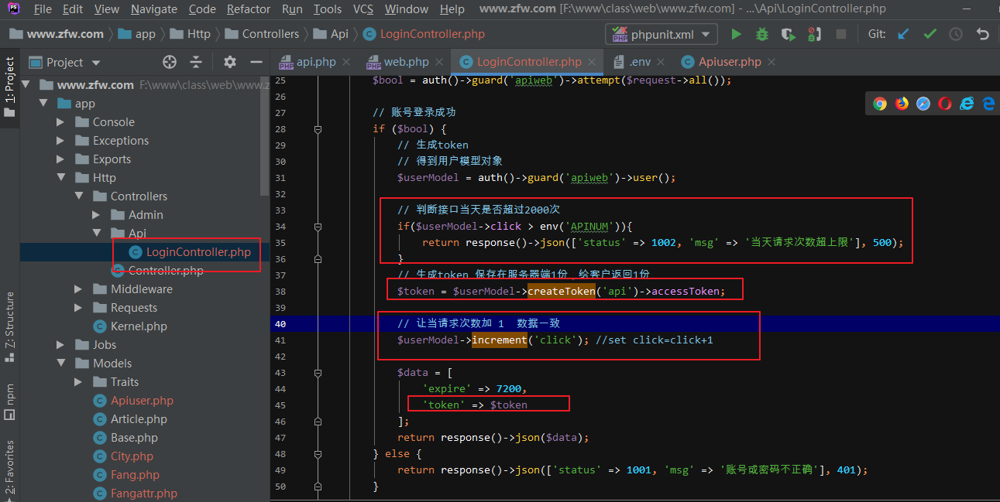 File Edit View Navigate Code Refactor Run Tools VCS Window Help www.zfw.com [F:\www\class\web\www.zfw.com] - ...\Api\LoginController.php
www.zfw.com app Http Controllers Api LoginController.php phpunit.xml Git:
Project api.php web.php LoginController.php .env Apiuser.php
1: Project
Z: Structure
npm
2: Favorites
www.zfw.com F:\www\class\web\www.z
app
Console
Exceptions
Exports
Http
Controllers
Admin
Api
LoginController.php
Controller.php
Middleware
Requests
Kernel.php
Jobs
Models
Traits
Apiuser.php
Article.php
Base.php
City.php
Fang.php
Fangattr.php
25 $bool = auth()->guard('apiweb')->attempt($request->all());
26
27 // 账号登录成功
28 if ($bool) {
29 // 生成token
30 // 得到用户模型对象
31 $userModel = auth()->guard('apiweb')->user();
32
33 // 判断接口当天是否超过2000次
34 if($userModel->click > env('APINUM')){
35 return response()->json(['status' => 1002, 'msg' => '当天请求次数超上限'], 500);
36 }
37 // 生成token 保存在服务器端1份，给客户返回1份
38 $token = $userModel->createToken('api')->accessToken;
39
40 // 让当请求次数加 1 数据一致
41 $userModel->increment('click'); //set click=click+1
42
43 $data = [
44 'expire' => 7200,
45 'token' => $token
46 ];
47 return response()->json($data);
48 } else {
49 return response()->json(['status' => 1001, 'msg' => '账号或密码不正确'], 401);
50 }